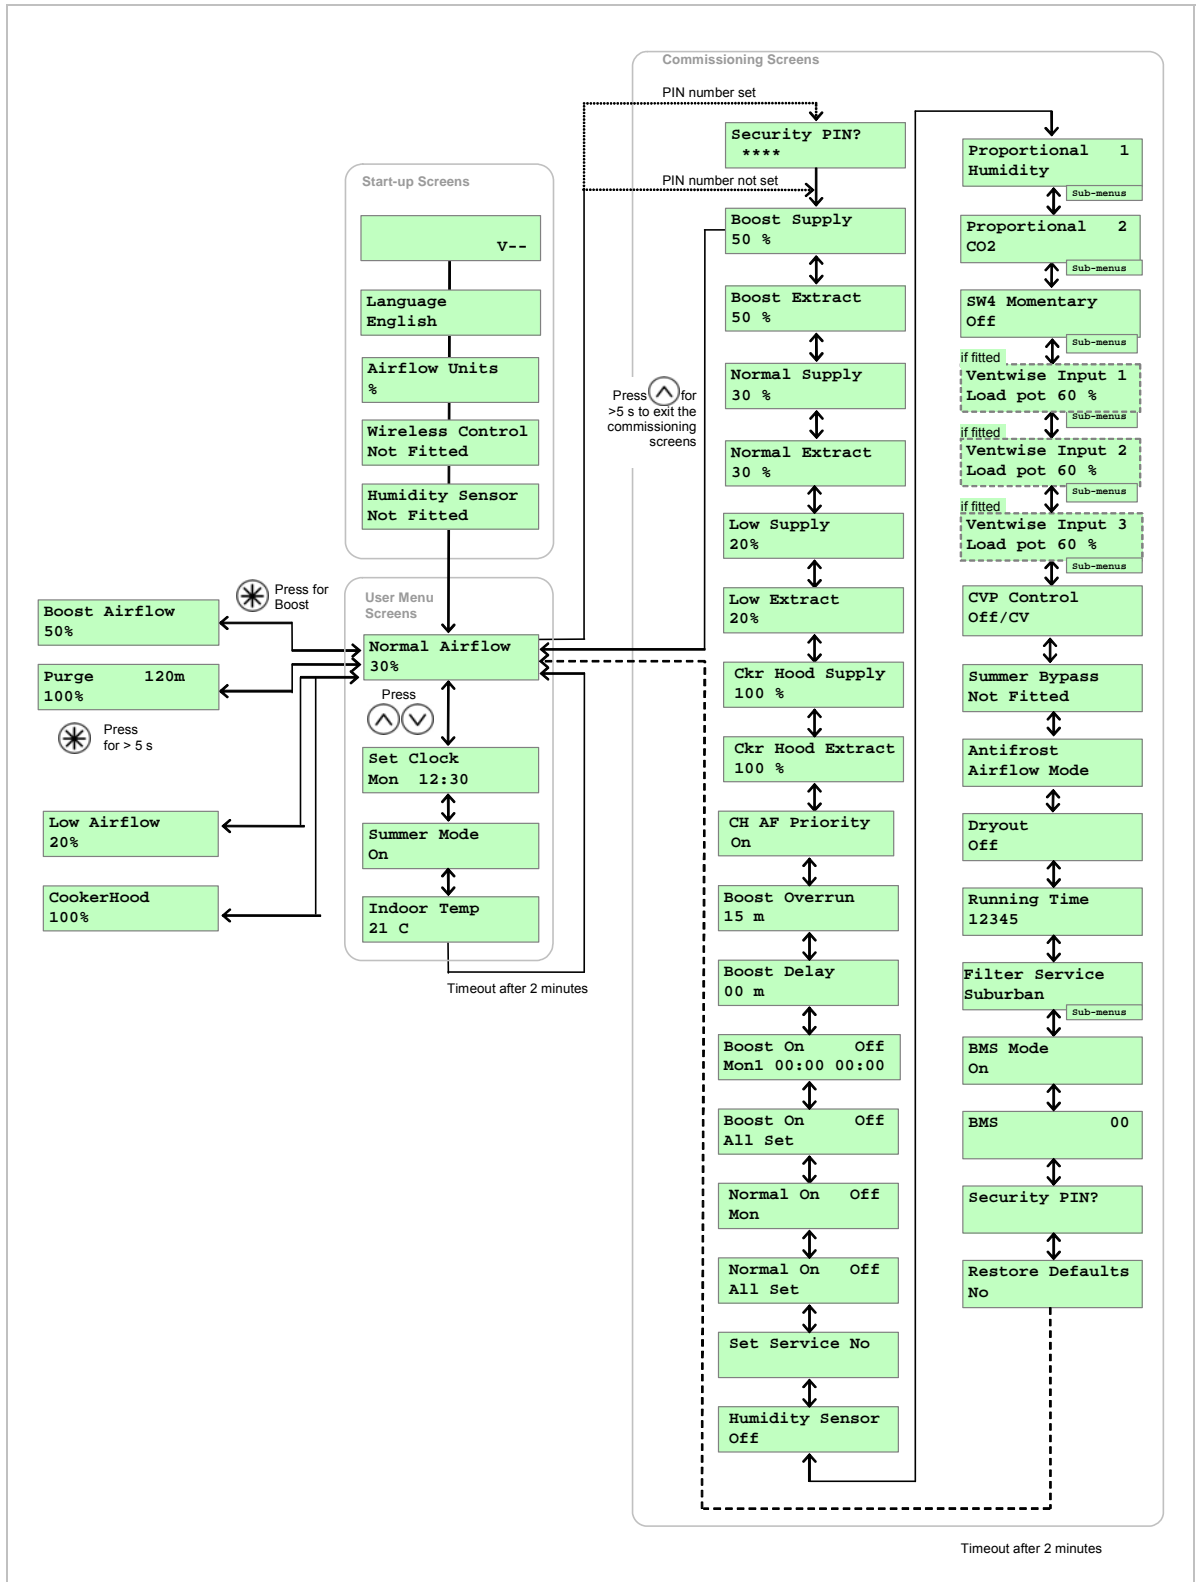 Commissioning Screens
PIN number set
Security PIN?
****
PIN number not set
Start-up Screens
V--
Language
English
Airflow Units
%
Wireless Control
Not Fitted
Humidity Sensor
Not Fitted
User Menu
Screens
Normal Airflow
30%
Press
Set Clock
Mon 12:30
Summer Mode
On
Indoor Temp
21 C
Timeout after 2 minutes
Press for
Boost
Boost Airflow
50%
Purge 120m
100%
Press
for > 5 s
Low Airflow
20%
CookerHood
100%
Press for
>5 s to exit the
commissioning
screens
Boost Supply
50 %
Boost Extract
50 %
Normal Supply
30 %
Normal Extract
30 %
Low Supply
20%
Low Extract
20%
Ckr Hood Supply
100 %
Ckr Hood Extract
100 %
CH AF Priority
On
Boost Overrun
15 m
Boost Delay
00 m
Boost On Off
Mon1 00:00 00:00
Boost On Off
All Set
Normal On Off
Mon
Normal On Off
All Set
Set Service No
Humidity Sensor
Off
Proportional 1
Humidity
Sub-menus
Proportional 2
CO2
Sub-menus
SW4 Momentary
Off
Sub-menus
if fitted
Ventwise Input 1
Load pot 60 %
Sub-menus
if fitted
Ventwise Input 2
Load pot 60 %
Sub-menus
if fitted
Ventwise Input 3
Load pot 60 %
Sub-menus
CVP Control
Off/CV
Summer Bypass
Not Fitted
Antifrost
Airflow Mode
Dryout
Off
Running Time
12345
Filter Service
Suburban
Sub-menus
BMS Mode
On
BMS 00
Security PIN?
Restore Defaults
No
Timeout after 2 minutes